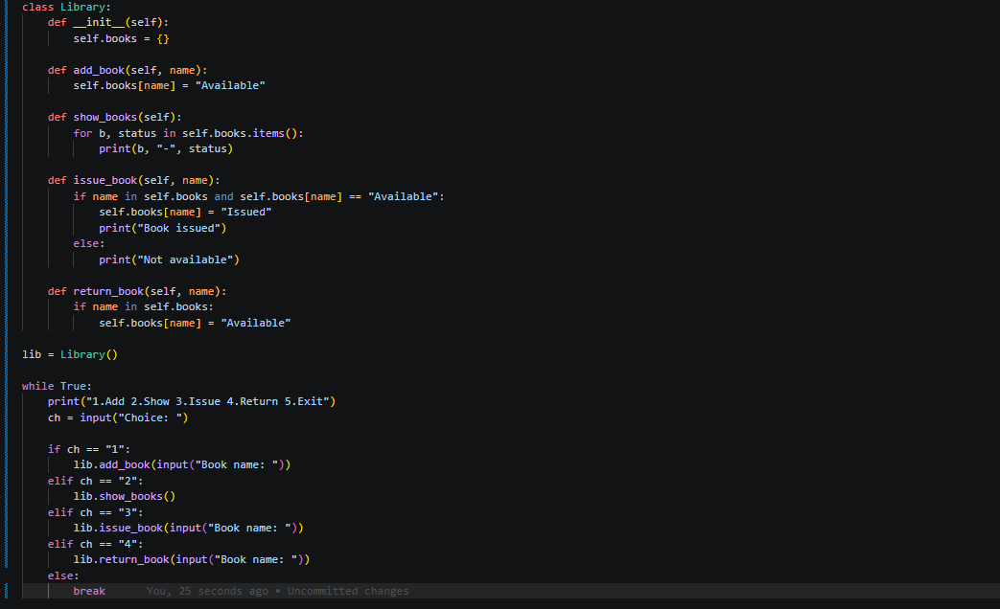 class Library:
    def __init__(self):
        self.books = {}

    def add_book(self, name):
        self.books[name] = "Available"

    def show_books(self):
        for b, status in self.books.items():
            print(b, "-", status)

    def issue_book(self, name):
        if name in self.books and self.books[name] == "Available":
            self.books[name] = "Issued"
            print("Book issued")
        else:
            print("Not available")

    def return_book(self, name):
        if name in self.books:
            self.books[name] = "Available"

lib = Library()

while True:
    print("1.Add 2.Show 3.Issue 4.Return 5.Exit")
    ch = input("Choice: ")

    if ch == "1":
        lib.add_book(input("Book name: "))
    elif ch == "2":
        lib.show_books()
    elif ch == "3":
        lib.issue_book(input("Book name: "))
    elif ch == "4":
        lib.return_book(input("Book name: "))
    else:
        break     You, 25 seconds ago • Uncommitted changes